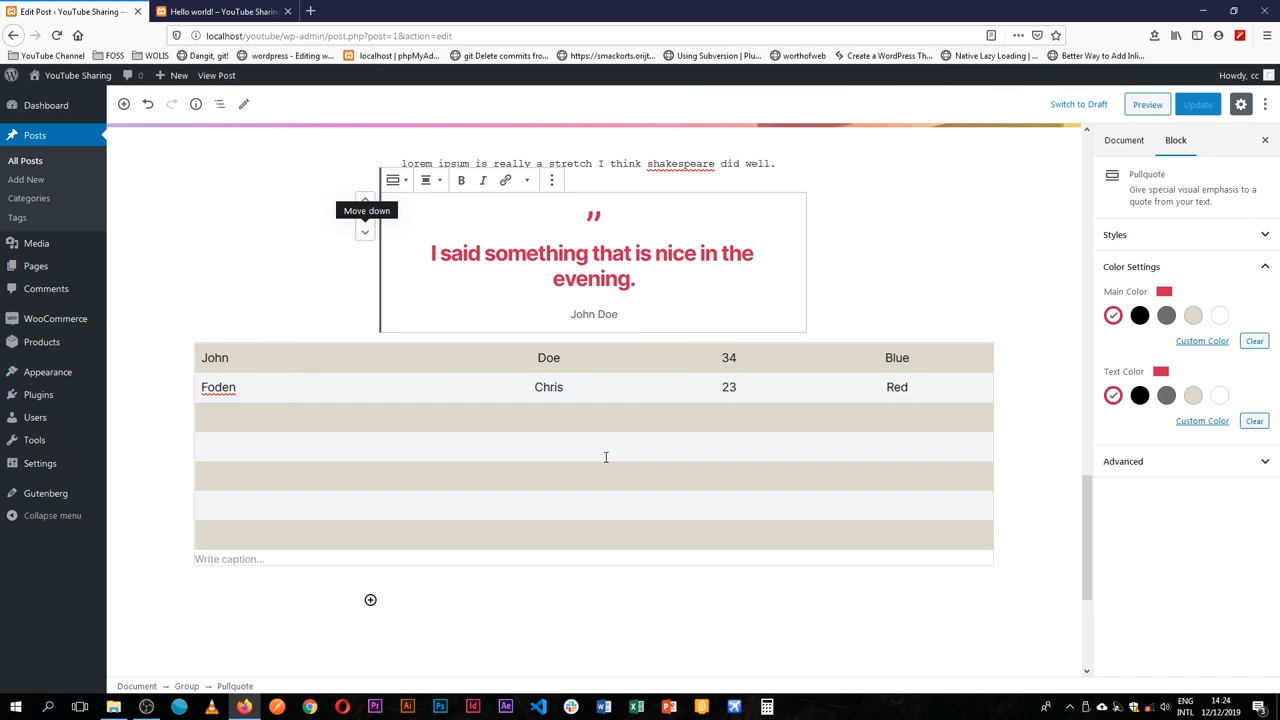 Edit Post ‹ YouTube Sharing —
Hello world! – YouTube Sharing
localhost/youtube/wp-admin/post.php?post=1&action=edit
YouTube Channel
FOSS
WOLIS
Dangit, git!
wordpress - Editing w
localhost | phpMyAd
git Delete commits fro
https://smackorts.orijt
Using Subversion | Plu
worthofweb
Create a WordPress Th
Native Lazy Loading |
Better Way to Add Inli
YouTube Sharing
0
New
View Post
Howdy, cc
Dashboard
Posts
All Posts
Add New
Categories
Tags
Media
Pages
Comments
WooCommerce
Products
Appearance
Plugins
Users
Tools
Settings
Gutenberg
Collapse menu
Switch to Draft
Preview
Update
lorem ipsum is really a stretch I think shakespeare did well.
B I
Move down
”
I said something that is nice in the
evening.
John Doe
John Doe 34 Blue
Foden Chris 23 Red
Write caption…
Document
Block
Pullquote
Give special visual emphasis to a
quote from your text.
Styles
Color Settings
Main Color
Custom Color
Clear
Text Color
Custom Color
Clear
Advanced
Document → Group → Pullquote
ENG
INTL
14:24
12/12/2019